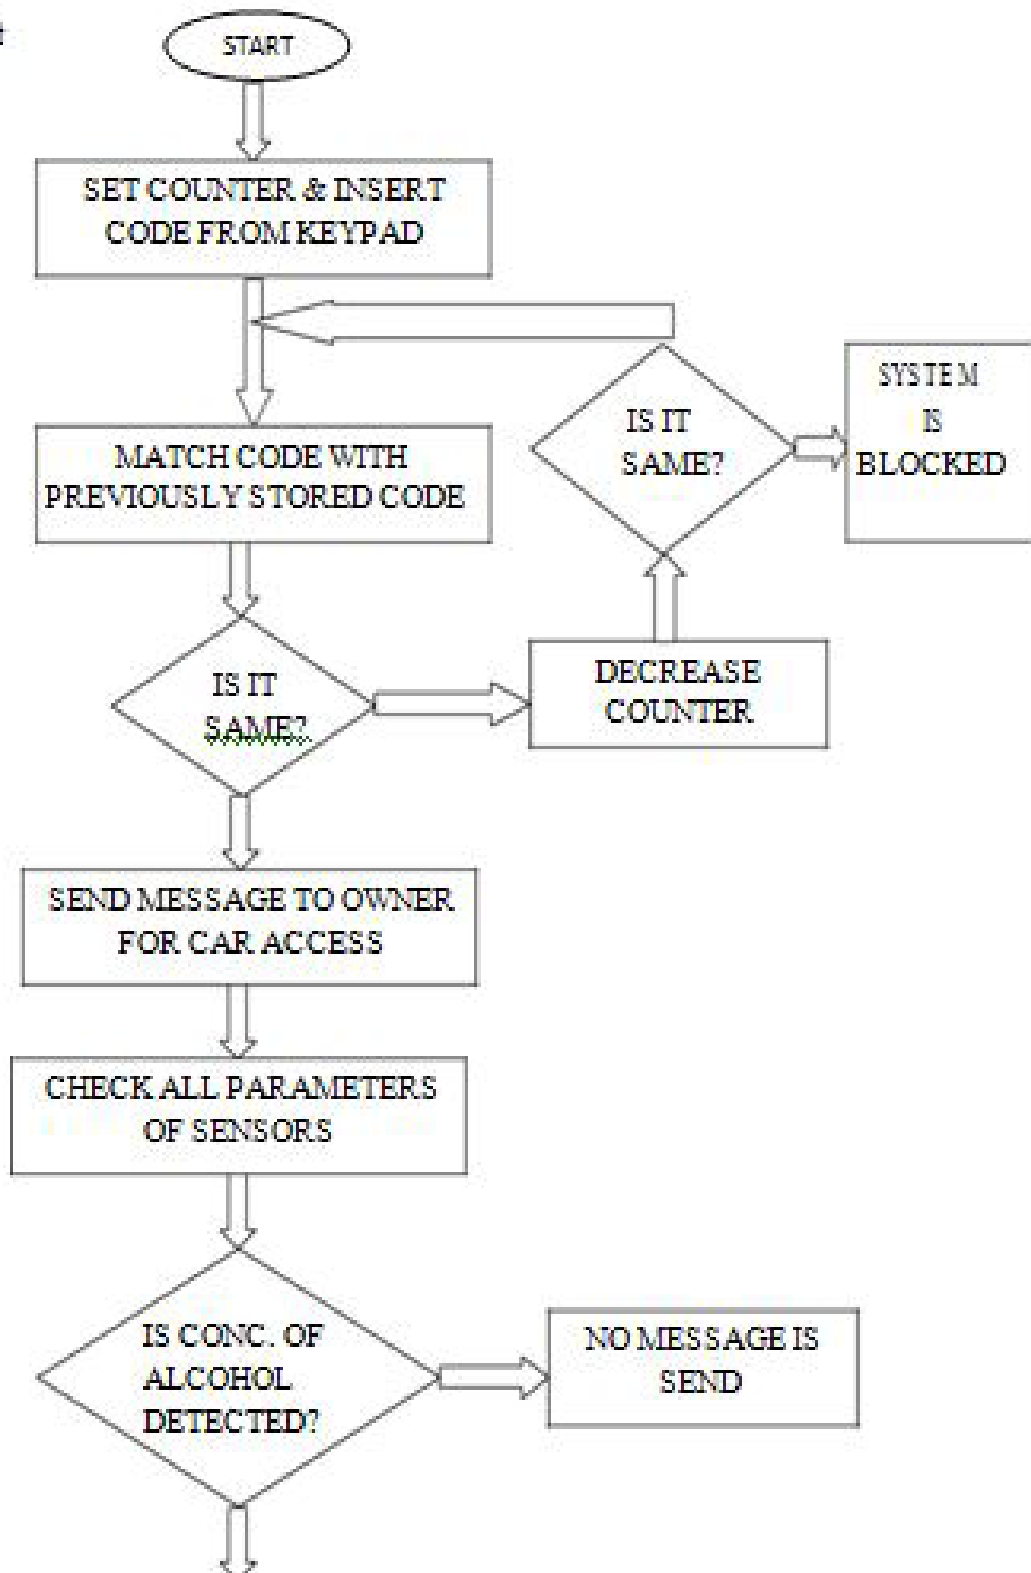 START
SET COUNTER & INSERT
CODE FROM KEYPAD
MATCH CODE WITH
PREVIOUSLY STORED CODE
IS IT
SAME?
SYSTEM
IS
BLOCKED
IS IT
SAME?
DECREASE
COUNTER
SEND MESSAGE TO OWNER
FOR CAR ACCESS
CHECK ALL PARAMETERS
OF SENSORS
IS CONC. OF
ALCOHOL
DETECTED?
NO MESSAGE IS
SEND